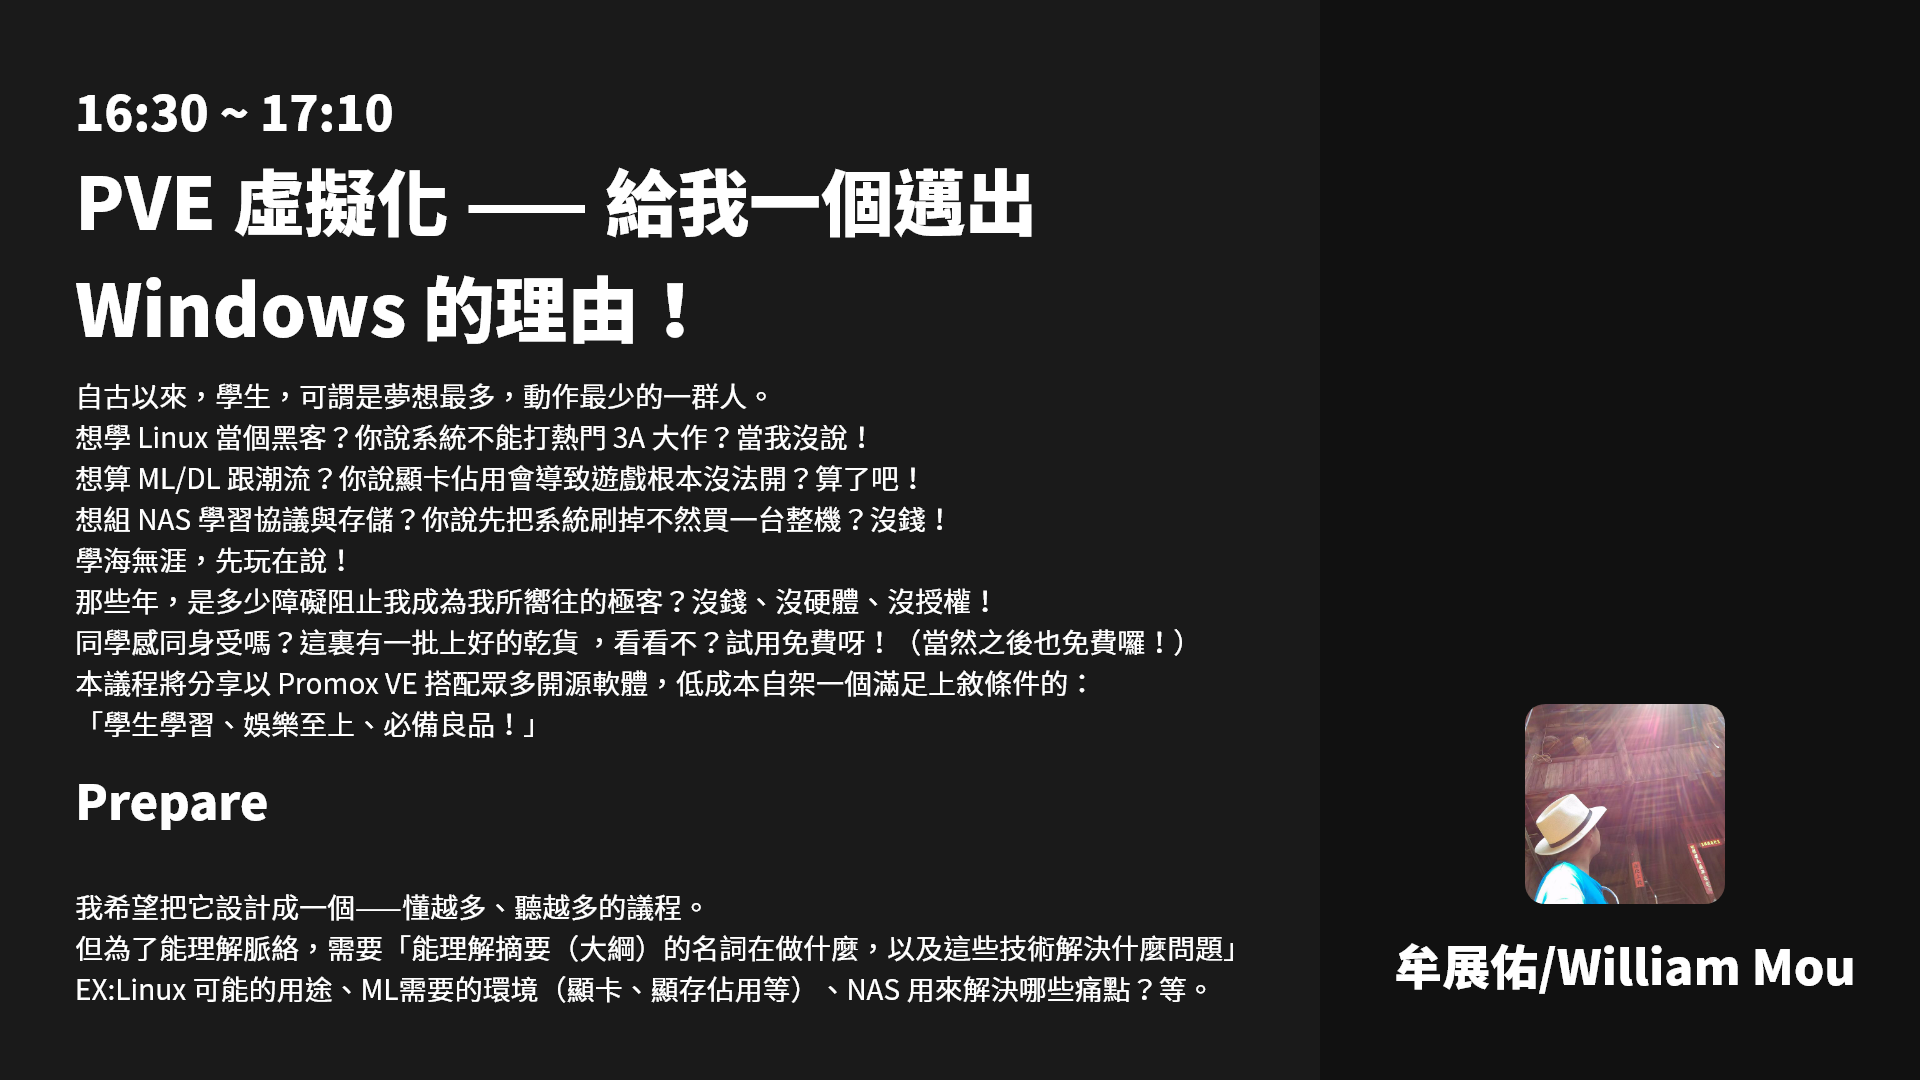 16:30 ~ 17:10
PVE 虛擬化 —— 給我一個邁出
Windows 的理由！
自古以來，學生，可謂是夢想最多，動作最少的一群人。
想學 Linux 當個黑客？你說系統不能打熱門 3A 大作？當我沒說！
想算 ML/DL 跟潮流？你說顯卡佔用會導致遊戲根本沒法開？算了吧！
想組 NAS 學習協議與存儲？你說先把系統刷掉不然買一台整機？沒錢！
學海無涯，先玩在說！
那些年，是多少障礙阻止我成為我所嚮往的極客？沒錢、沒硬體、沒授權！
同學感同身受嗎？這裏有一批上好的乾貨 ，看看不？試用免費呀！（當然之後也免費囉！）
本議程將分享以 Promox VE 搭配眾多開源軟體，低成本自架一個滿足上敘條件的：
「學生學習、娛樂至上、必備良品！」
Prepare
我希望把它設計成一個——懂越多、聽越多的議程。
但為了能理解脈絡，需要「能理解摘要（大綱）的名詞在做什麼，以及這些技術解決什麼問題」
EX:Linux 可能的用途、ML需要的環境（顯卡、顯存佔用等）、NAS 用來解決哪些痛點？等。
牟展佑/William Mou